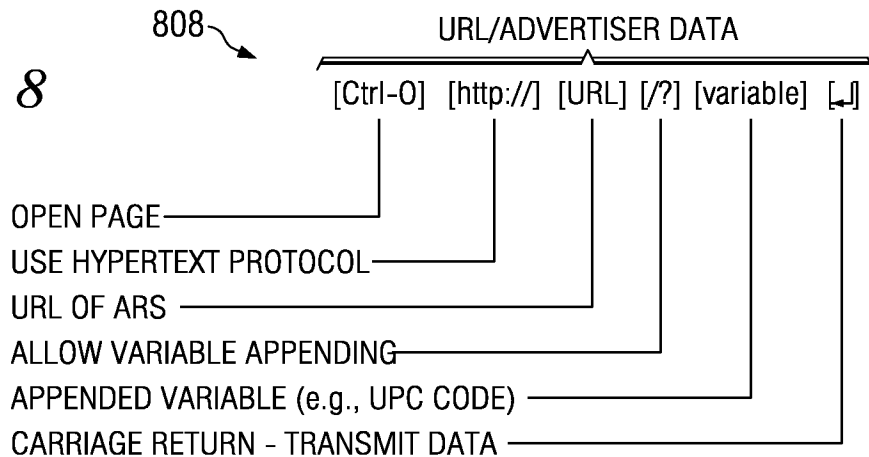 808
URL/ADVERTISER DATA
8
[Ctrl-O] [http://] [URL] [/?] [variable] [↵]
OPEN PAGE
USE HYPERTEXT PROTOCOL
URL OF ARS
ALLOW VARIABLE APPENDING
APPENDED VARIABLE (e.g., UPC CODE)
CARRIAGE RETURN - TRANSMIT DATA